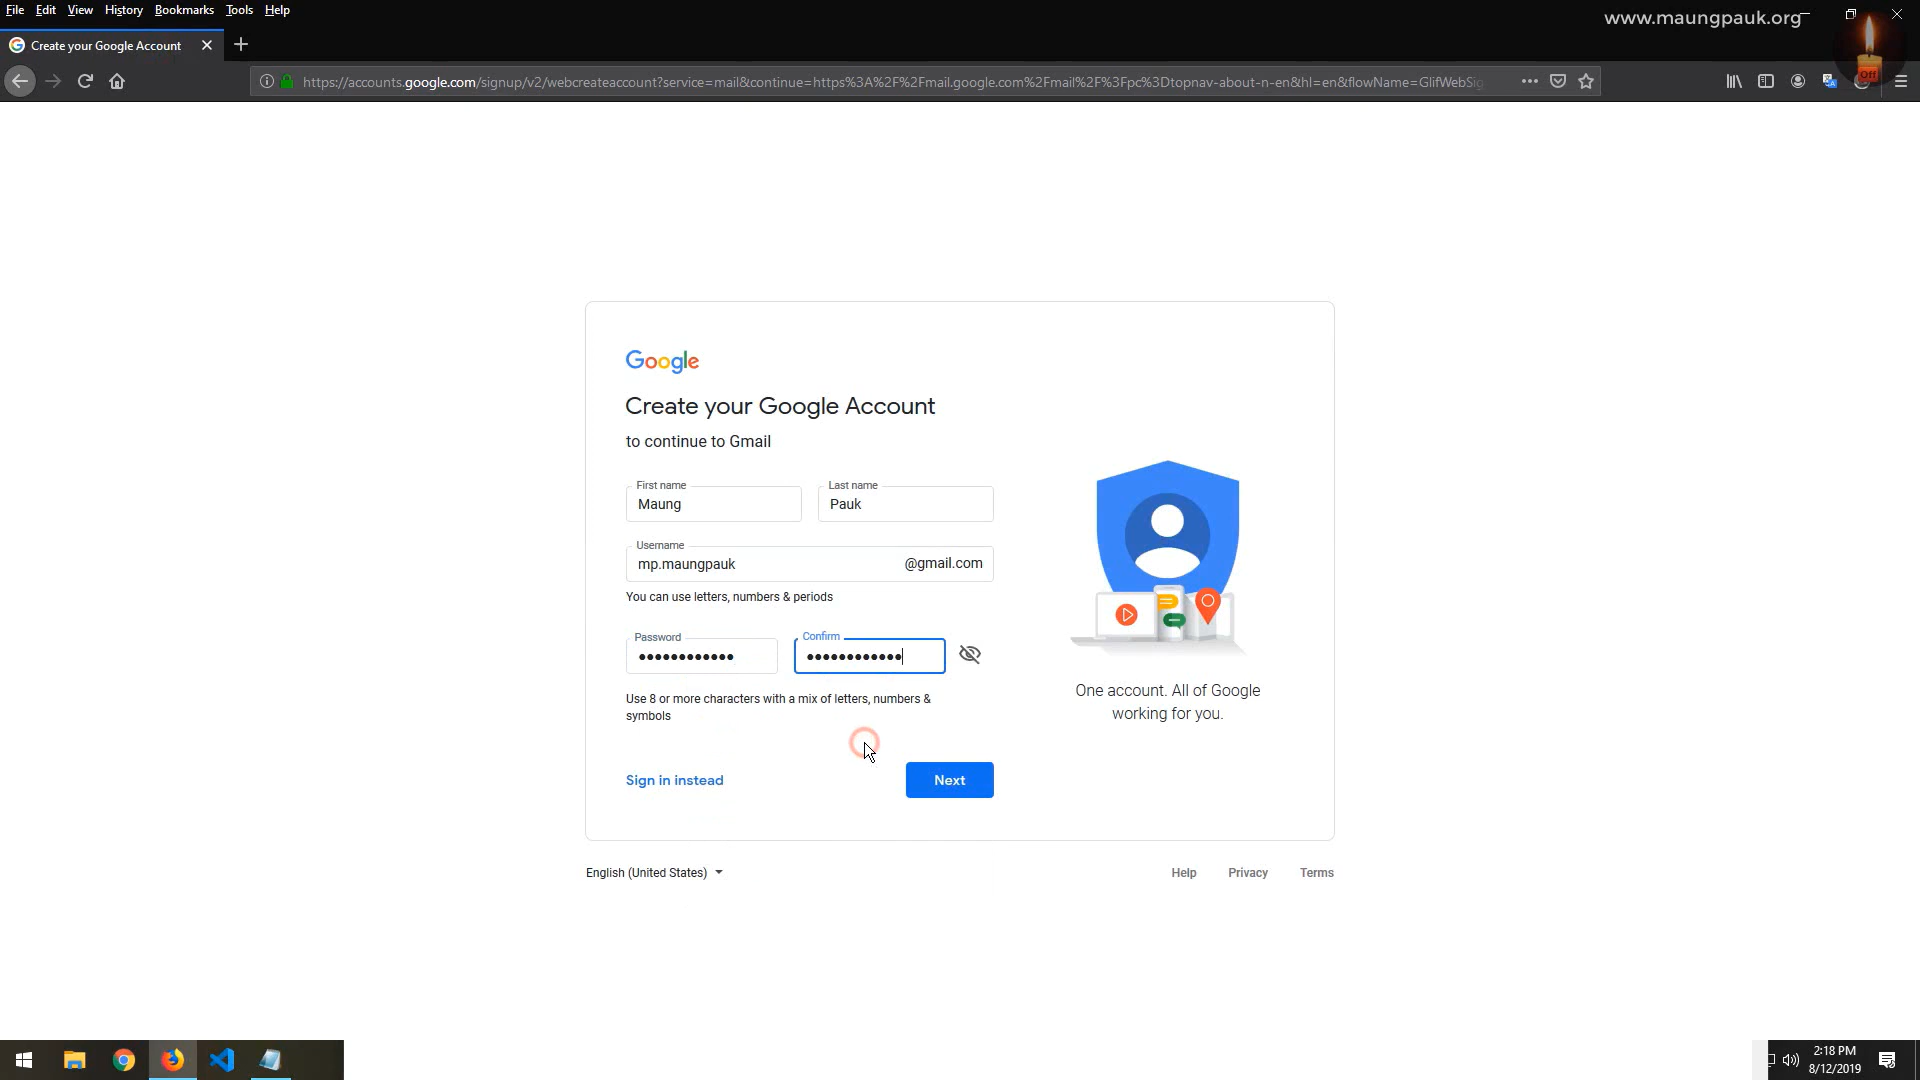 File Edit View History Bookmarks Tools Help
www.maungpauk.org
Create your Google Account
Off
https://accounts.google.com/signup/v2/webcreateaccount?service=mail&continue=https%3A%2F%2Fmail.google.com%2Fmail%2F%3Fpc%3Dtopnav-about-n-en&hl=en&flowName=GlifWebSig
Google
Create your Google Account
to continue to Gmail
First name Last name
Maung Pauk
Username
mp.maungpauk @gmail.com
You can use letters, numbers & periods
Password Confirm
•••••••••••• ••••••••••••
Use 8 or more characters with a mix of letters, numbers &
symbols
One account. All of Google
working for you.
Sign in instead Next
English (United States) Help Privacy Terms
2:18 PM
8/12/2019